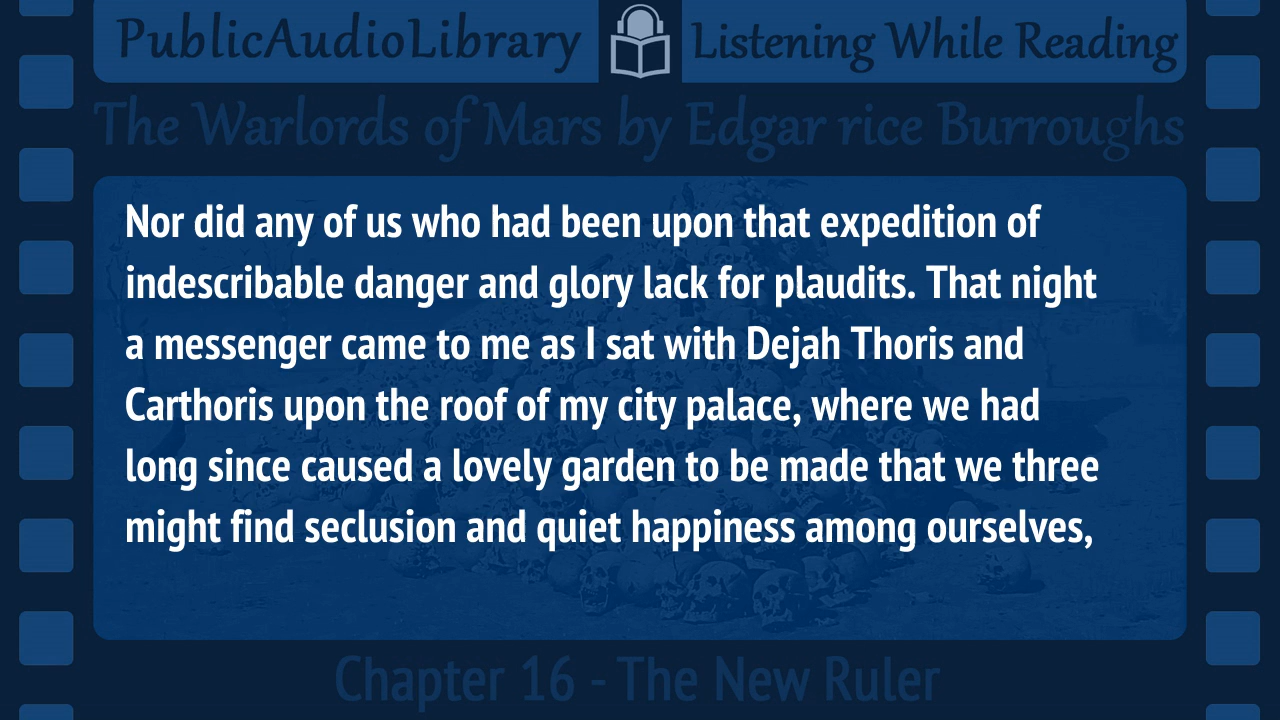 PublicAudioLibrary Listening While Reading
The Warlords of Mars by Edgar rice Burroughs
Nor did any of us who had been upon that expedition of
indescribable danger and glory lack for plaudits. That night
a messenger came to me as I sat with Dejah Thoris and
Carthoris upon the roof of my city palace, where we had
long since caused a lovely garden to be made that we three
might find seclusion and quiet happiness among ourselves,
Chapter 16 - The New Ruler